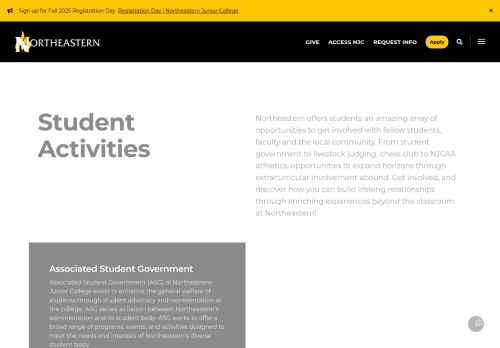 Sign up for Fall 2025 Registration Day  Registration Day | Northeastern Junior College ×
NORTHEASTERN GIVE ACCESS NJC REQUEST INFO Apply
Student
Activities
Northeastern offers students an amazing array of
opportunities to get involved with fellow students,
faculty and the local community. From student
government to livestock judging, chess club to NJCAA
athletics, opportunities to expand horizons through
extracurricular involvement abound. Get involved, and
discover how you can build lifelong relationships
through enriching experiences beyond the classroom
at Northeastern!
Associated Student Government
Associated Student Government (ASG) of Northeastern
Junior College exists to enhance the general welfare of
students through student advocacy and representation at
the college. ASG serves as liaison between Northeastern's
administration and its student body. ASG works to offer a
broad range of programs, events, and activities designed to
meet the needs and interests of Northeastern's diverse
student body.